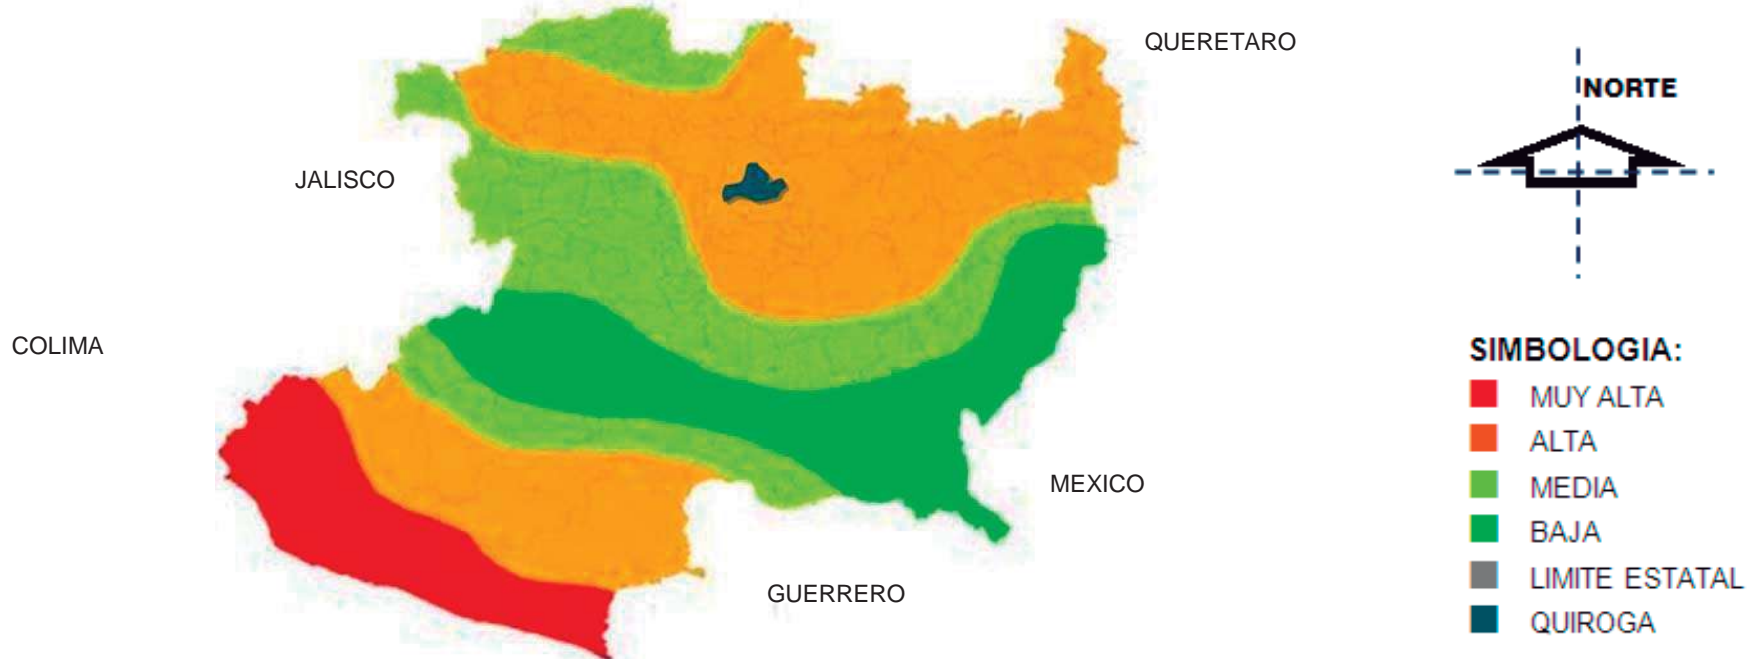 QUERETARO
NORTE
JALISCO
COLIMA
MEXICO
GUERRERO
SIMBOLOGIA:
MUY ALTA
ALTA
MEDIA
BAJA
LIMITE ESTATAL
QUIROGA